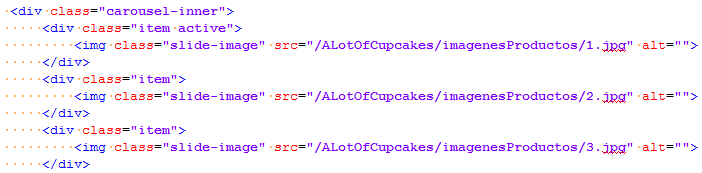 <div class="carousel-inner">
<div class="item active">
<img class="slide-image" src="/ALotOfCupcakes/imagenesProductos/1.jpg" alt="">
</div>
<div class="item">
<img class="slide-image" src="/ALotOfCupcakes/imagenesProductos/2.jpg" alt="">
</div>
<div class="item">
<img class="slide-image" src="/ALotOfCupcakes/imagenesProductos/3.jpg" alt="">
</div>